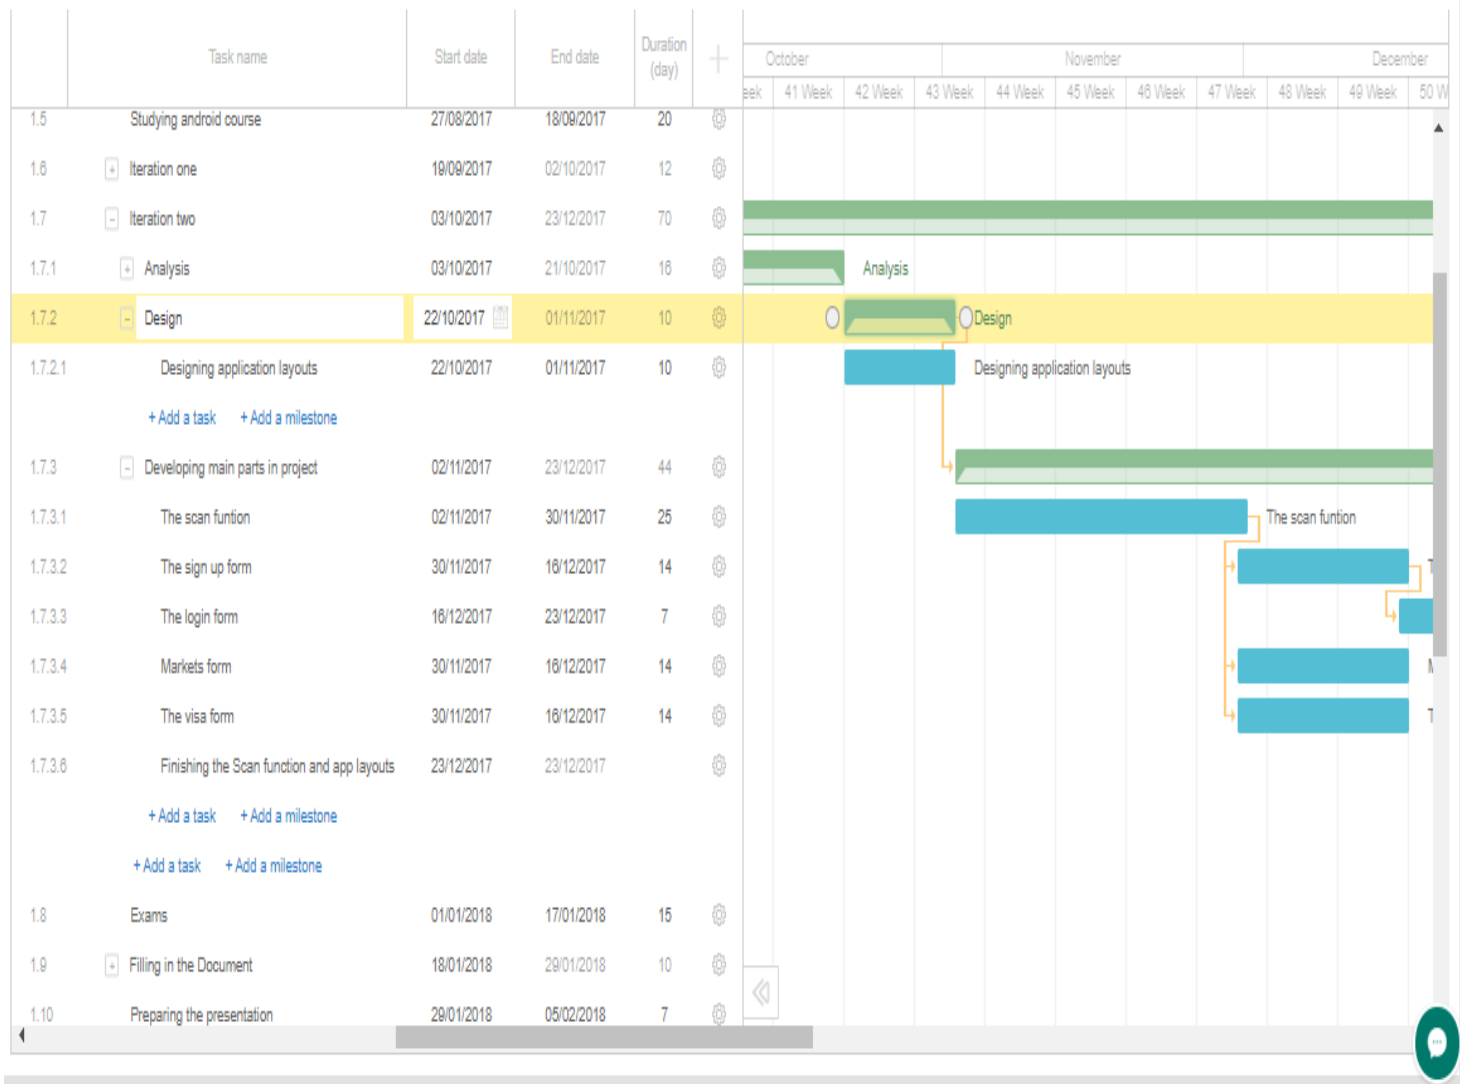 Task name Start date End date Duration (day)
October November December
eek 41 Week 42 Week 43 Week 44 Week 45 Week 46 Week 47 Week 48 Week 49 Week 50 W
1.5 Studying android course 27/08/2017 18/09/2017 20
1.6 Iteration one 19/09/2017 02/10/2017 12
1.7 Iteration two 03/10/2017 23/12/2017 70
1.7.1 Analysis 03/10/2017 21/10/2017 16 Analysis
1.7.2 Design 22/10/2017 01/11/2017 10 Design
1.7.2.1 Designing application layouts 22/10/2017 01/11/2017 10 Designing application layouts
+ Add a task + Add a milestone
1.7.3 Developing main parts in project 02/11/2017 23/12/2017 44
1.7.3.1 The scan funtion 02/11/2017 30/11/2017 25 The scan funtion
1.7.3.2 The sign up form 30/11/2017 16/12/2017 14 T
1.7.3.3 The login form 16/12/2017 23/12/2017 7
1.7.3.4 Markets form 30/11/2017 16/12/2017 14 M
1.7.3.5 The visa form 30/11/2017 16/12/2017 14 T
1.7.3.6 Finishing the Scan function and app layouts 23/12/2017 23/12/2017
+ Add a task + Add a milestone
+ Add a task + Add a milestone
1.8 Exams 01/01/2018 17/01/2018 15
1.9 Filling in the Document 18/01/2018 29/01/2018 10
1.10 Preparing the presentation 29/01/2018 05/02/2018 7